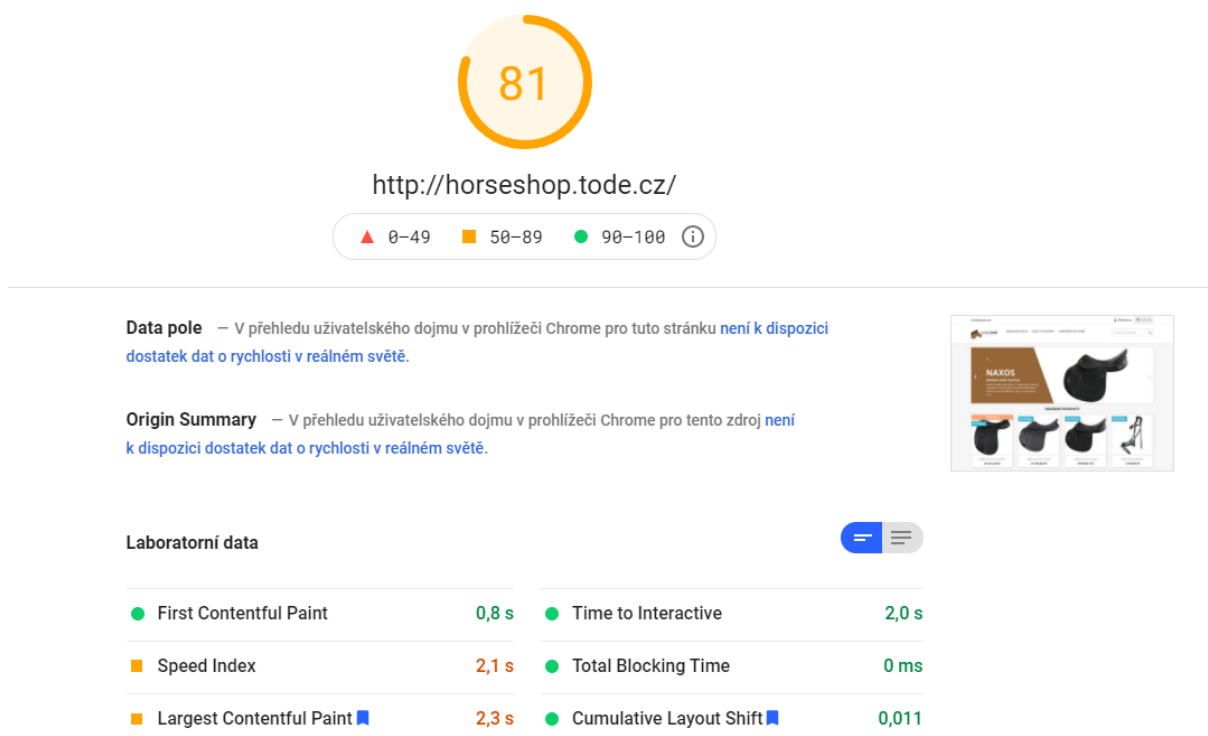 81
http://horseshop.tode.cz/
0–49 50–89 90–100
Data pole — V přehledu uživatelského dojmu v prohlížeči Chrome pro tuto stránku není k dispozici
dostatek dat o rychlosti v reálném světě.
Origin Summary — V přehledu uživatelského dojmu v prohlížeči Chrome pro tento zdroj není
k dispozici dostatek dat o rychlosti v reálném světě.
NAXOS
Laboratorní data
First Contentful Paint 0,8 s
Time to Interactive 2,0 s
Speed Index 2,1 s
Total Blocking Time 0 ms
Largest Contentful Paint 2,3 s
Cumulative Layout Shift 0,011